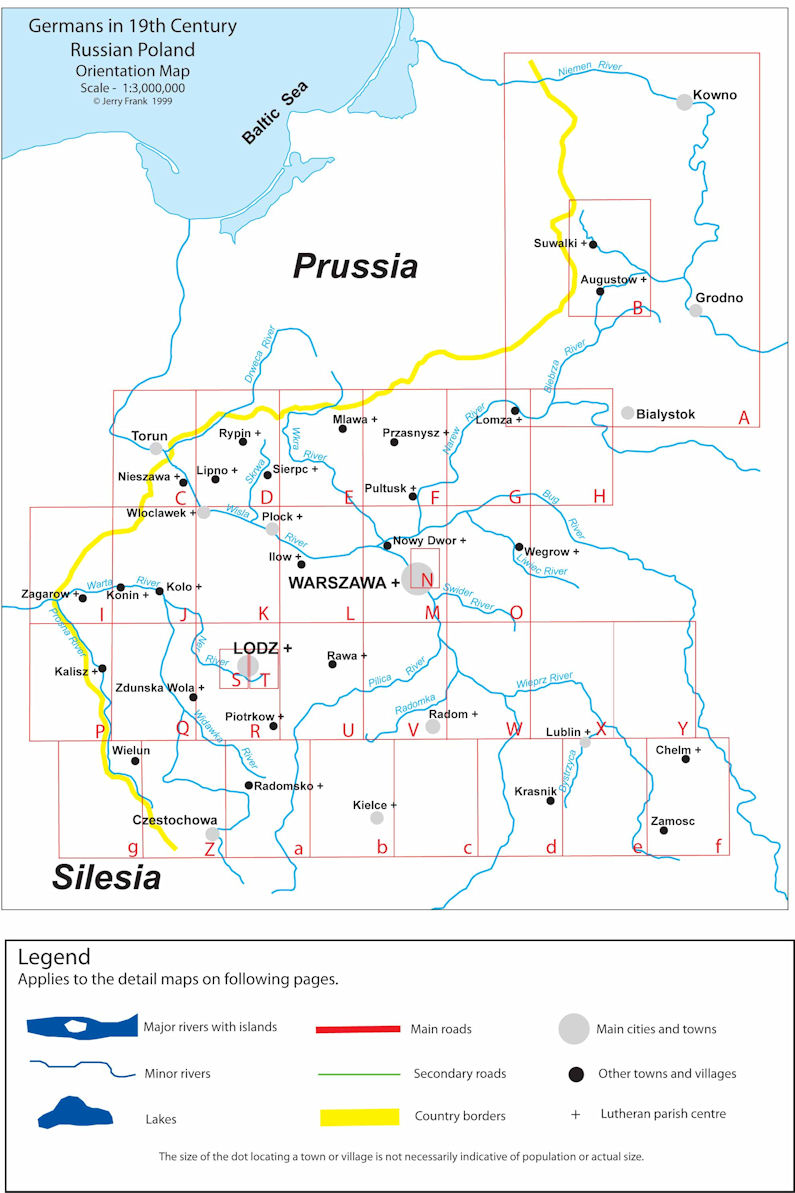 Germans in 19th Century
Russian Poland
Orientation Map
Scale - 1:3,000,000
© Jerry Frank 1999
Baltic Sea
Niemen River
Kowno
Prussia
Suwalki +
Augustow +
B
Grodno
Drweca River
Biebrza River
A
Bialystok
Lomza +
Narew River
Mlawa +
Przasnysz +
Rypin +
Torun
Wkra River
Nieszawa +
Lipno +
Skrwa
Sierpc +
Pultusk +
C
D
E
F
G
H
Bug River
Wloclawek +
Wisla River
Plock +
Nowy Dwor +
Ilow +
Wegrow +
Liwiec River
WARSZAWA +
N
Swider River
Zagarow +
Warta River
Konin +
Kolo +
I
J
K
L
M
O
Prosna River
Ner River
LODZ +
S
T
Rawa +
Kalisz +
Pilica River
Wieprz River
Zdunska Wola +
Radomka
Radom +
Piotrkow +
Widawka River
Lublin +
P
Q
R
U
V
W
X
Y
Wielun
Chelm +
Bystrzyca
Radomsko +
Krasnik
Kielce +
Czestochowa
Zamosc
g
Z
a
b
c
d
e
f
Silesia
Legend
Applies to the detail maps on following pages.
Major rivers with islands
Main roads
Main cities and towns
Minor rivers
Secondary roads
Other towns and villages
Lakes
Country borders
+ Lutheran parish centre
The size of the dot locating a town or village is not necessarily indicative of population or actual size.